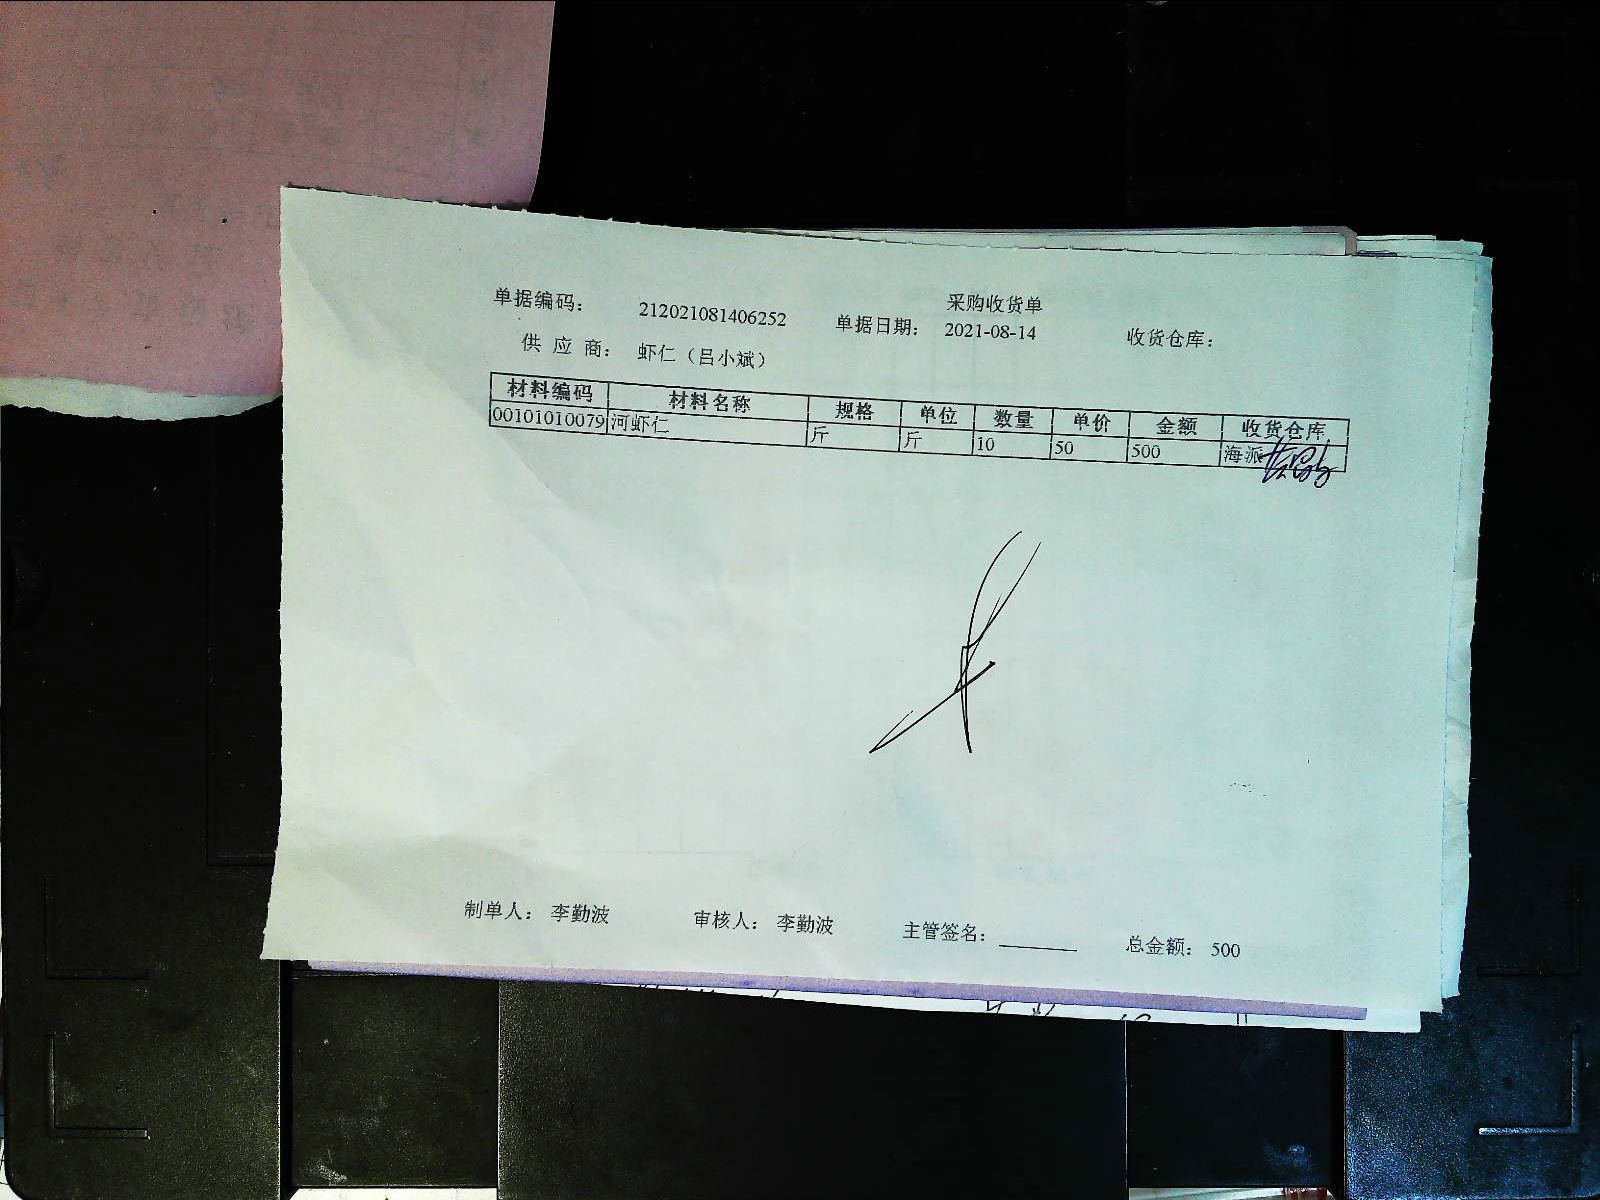 采购收货单
单据编码： 212021081406252 单据日期： 2021-08-14 收货仓库：
供 应 商： 虾仁（吕小斌）
材料编码 材料名称 规格 单位 数量 单价 金额 收货仓库
00101010079 河虾仁 斤 斤 10 50 500 海派
制单人： 李勤波 审核人： 李勤波 主管签名： 总金额： 500